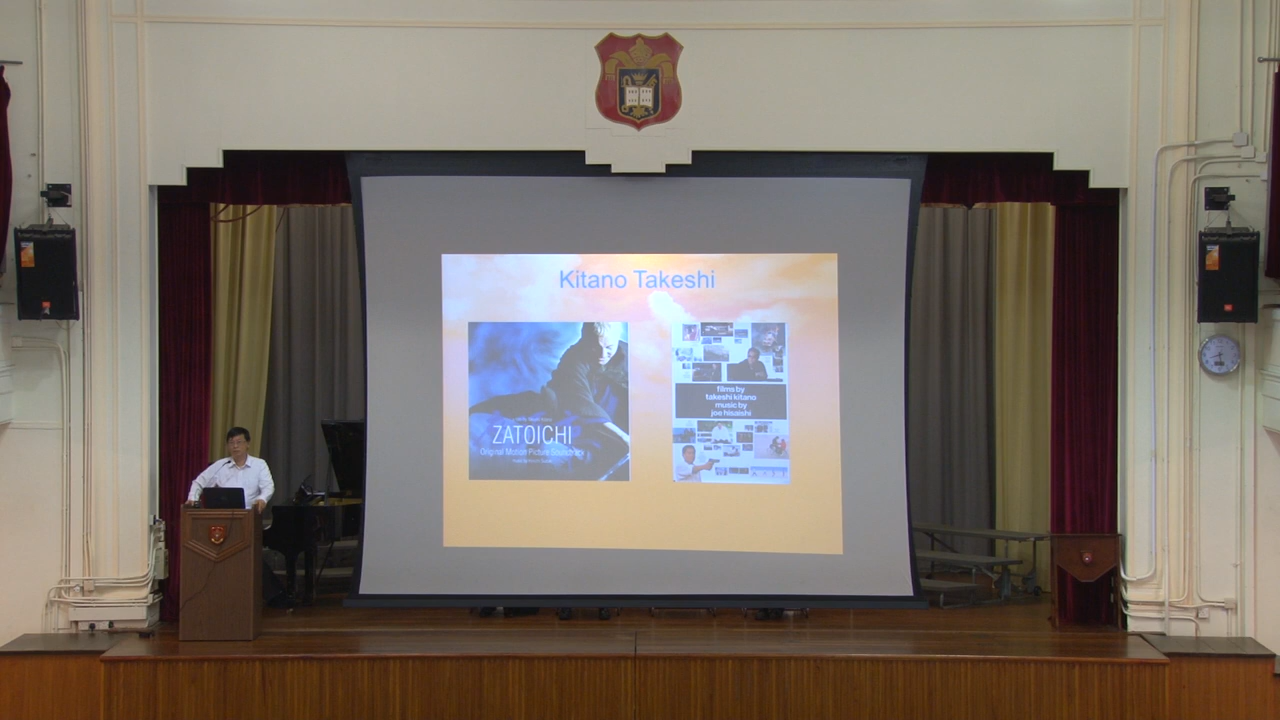 Kitano Takeshi
ZATOICHI
Original Motion Picture Soundtrack
films by
takeshi kitano
music by
joe hisaishi